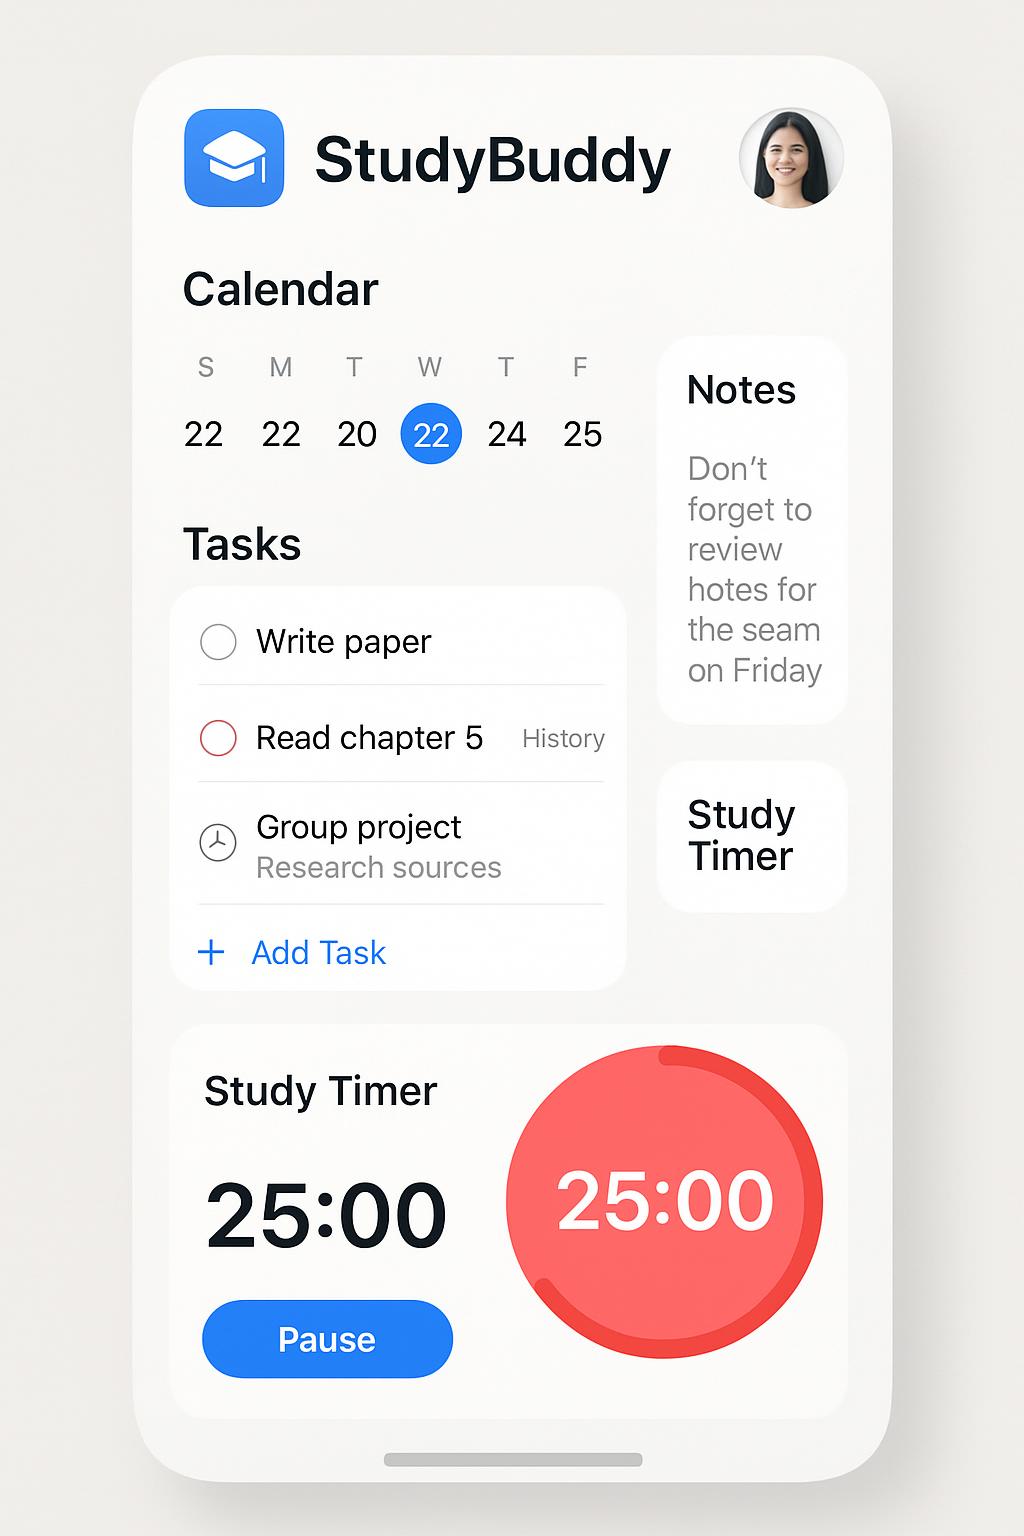 StudyBuddy
Calendar
S M T W T F
22 22 20 22 24 25
Notes
Don't
forget to
review
hotes for
the seam
on Friday
Tasks
Write paper
Read chapter 5 History
Group project
Research sources
+ Add Task
Study
Timer
Study Timer
25:00
25:00
Pause